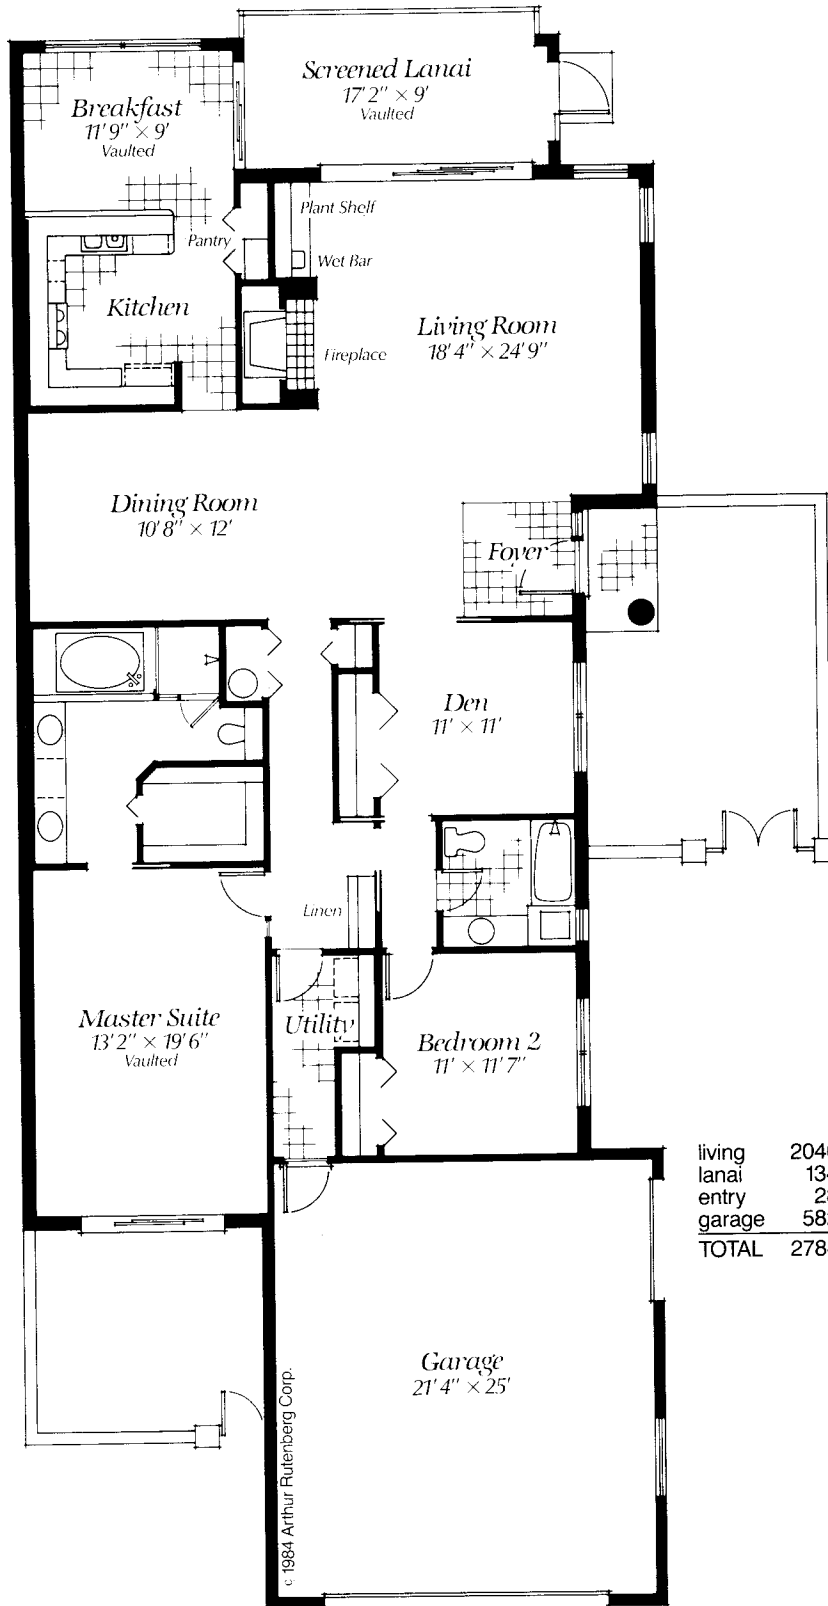 Screened Lanai
17'2" × 9'
Vaulted
Breakfast
11'9" × 9'
Vaulted
Plant Shelf
Pantry
Wet Bar
Kitchen
Living Room
18'4" × 24'9"
Fireplace
Dining Room
10'8" × 12'
Foyer
Den
11' × 11'
Linen
Master Suite
13'2" × 19'6"
Vaulted
Utility
Bedroom 2
11' × 11'7"
living
lanai
entry
garage
TOTAL
Garage
21'4" × 25'
c 1984 Arthur Rutenberg Corp.